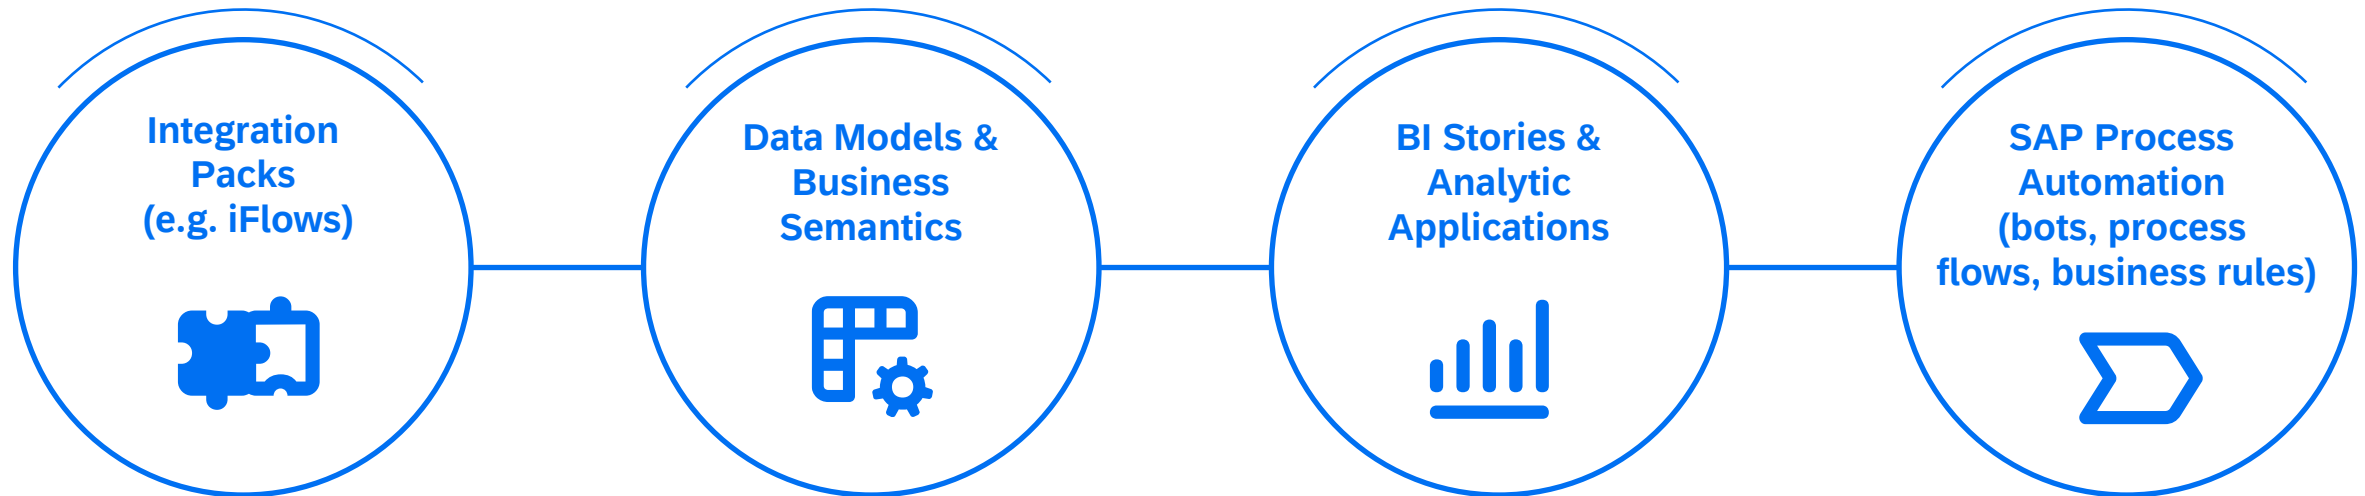 Integration
Packs
(e.g. iFlows)
Data Models &
Business
Semantics
BI Stories &
Analytic
Applications
SAP Process
Automation
(bots, process
flows, business rules)